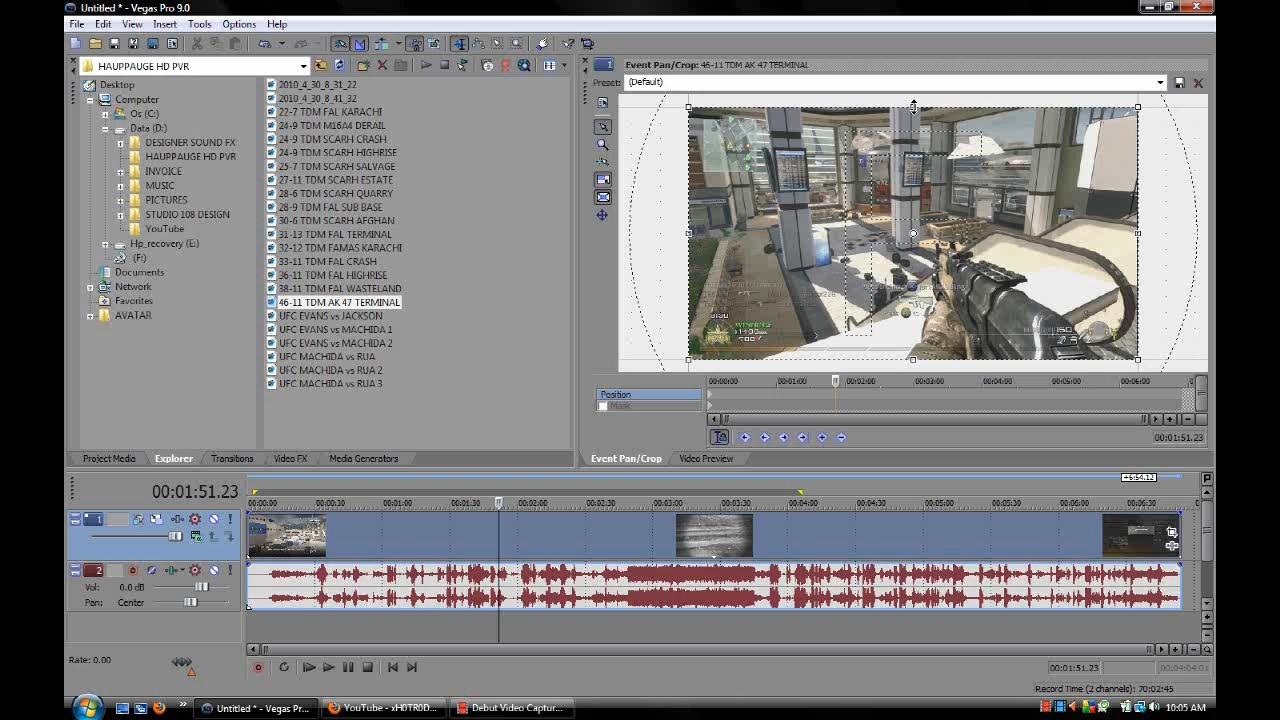 Untitled * - Vegas Pro 9.0
File Edit View Insert Tools Options Help
HAUPPAUGE HD PVR
Desktop
Computer
Os (C:)
Data (D:)
DESIGNER SOUND FX
HAUPPAUGE HD PVR
INVOICE
MUSIC
PICTURES
STUDIO 108 DESIGN
YouTube
Hp_recovery (E:)
(F:)
Documents
Network
Favorites
AVATAR
2010_4_30_8_31_22
2010_4_30_8_41_32
22-7 TDM FAL KARACHI
24-9 TDM M16A4 DERAIL
24-9 TDM SCARH CRASH
24-9 TDM SCARH HIGHRISE
25-7 TDM SCARH SALVAGE
27-11 TDM SCARH ESTATE
28-6 TDM SCARH QUARRY
28-9 TDM FAL SUB BASE
30-6 TDM SCARH AFGHAN
31-13 TDM FAL TERMINAL
32-12 TDM FAMAS KARACHI
33-11 TDM FAL CRASH
36-11 TDM FAL HIGHRISE
38-11 TDM FAL WASTELAND
46-11 TDM AK 47 TERMINAL
UFC EVANS vs JACKSON
UFC EVANS vs MACHIDA 1
UFC EVANS vs MACHIDA 2
UFC MACHIDA vs RUA
UFC MACHIDA vs RUA 2
UFC MACHIDA vs RUA 3
Project Media Explorer Transitions Video FX Media Generators
1 Event Pan/Crop: 46-11 TDM AK 47 TERMINAL
Preset: (Default)
WINNING
00:00:00 00:01:00 00:02:00 00:03:00 00:04:00 00:05:00 00:06:00
Position
Mask
00:01:51.23
Event Pan/Crop Video Preview
00:01:51.23
+6:54.12
00:00:00 00:00:30 00:01:00 00:01:30 00:02:00 00:02:30 00:03:00 00:03:30 00:04:00 00:04:30 00:05:00 00:05:30 00:06:00 00:06:30
1
2
Vol: 0.0 dB
Pan: Center
Rate: 0.00
00:01:51.23 00:04:04:01
Record Time (2 channels): 70:02:45
Untitled * - Vegas Pr... YouTube - xH0TR0D... Debut Video Captur... 10:05 AM